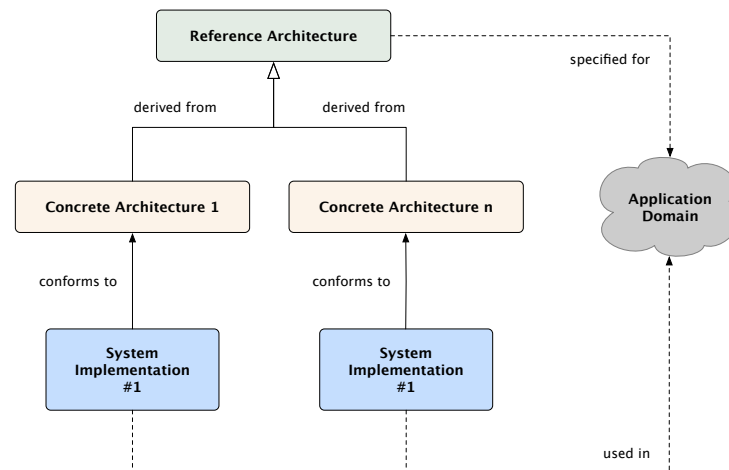 Reference Architecture
specified for
derived from
derived from
Concrete Architecture 1
Concrete Architecture n
Application
Domain
conforms to
conforms to
System
Implementation
#1
System
Implementation
#1
used in